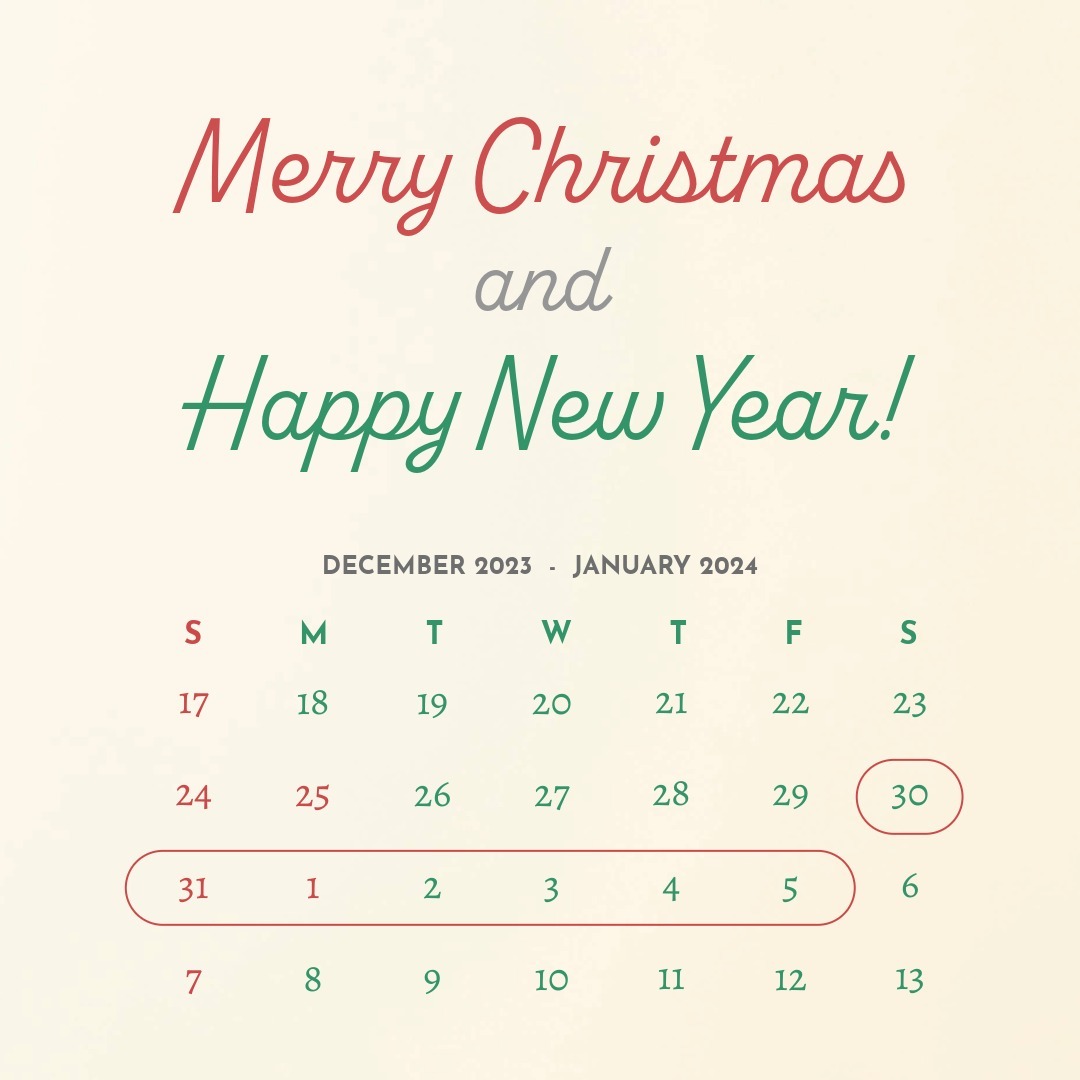 Merry Christmas
and
Happy New Year!
DECEMBER 2023 - JANUARY 2024
S M T W T F S
17 18 19 20 21 22 23
24 25 26 27 28 29 30
31 1 2 3 4 5 6
7 8 9 10 11 12 13